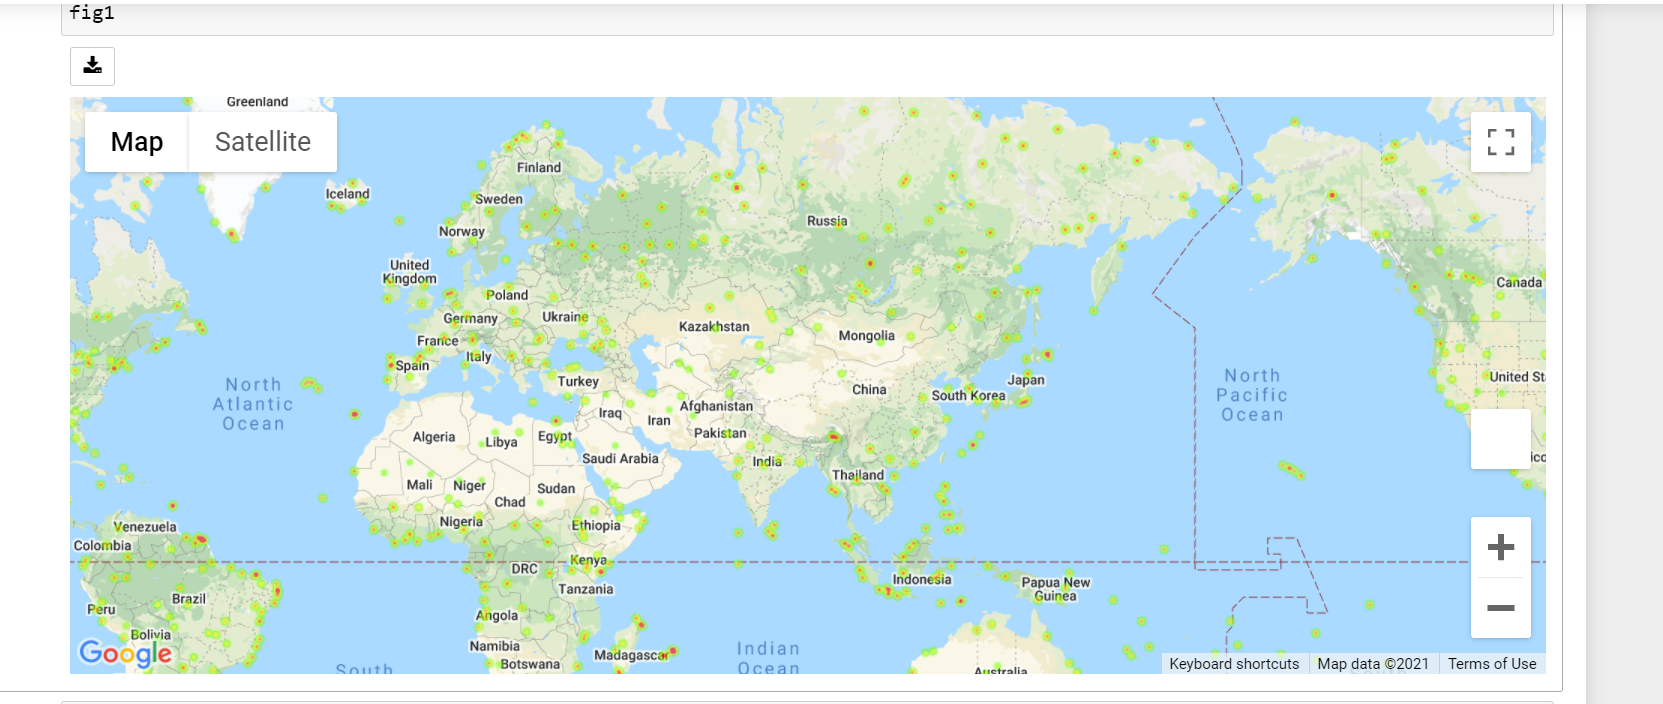 fig1
Greenland
Map
Satellite
Finland
Iceland
Sweden
Norway
Russia
United
Kingdom
Poland
Canada
Germany
Ukraine
Kazakhstan
Mongolia
France
Italy
Spain
Turkey
China
Japan
United St
South Korea
North
Atlantic
Ocean
North
Pacific
Ocean
Iraq
Iran
Afghanistan
Pakistan
Algeria
Libya
Egypt
Saudi Arabia
India
Thailand
ico
Mali
Niger
Chad
Sudan
Nigeria
Ethiopia
Venezuela
Colombia
Kenya
DRC
Tanzania
Indonesia
Papua New
Guinea
Brazil
Peru
Angola
Bolivia
Namibia
Botswana
Madagascar
Indian
Ocean
South
Australia
Google
Keyboard shortcuts
Map data ©2021
Terms of Use